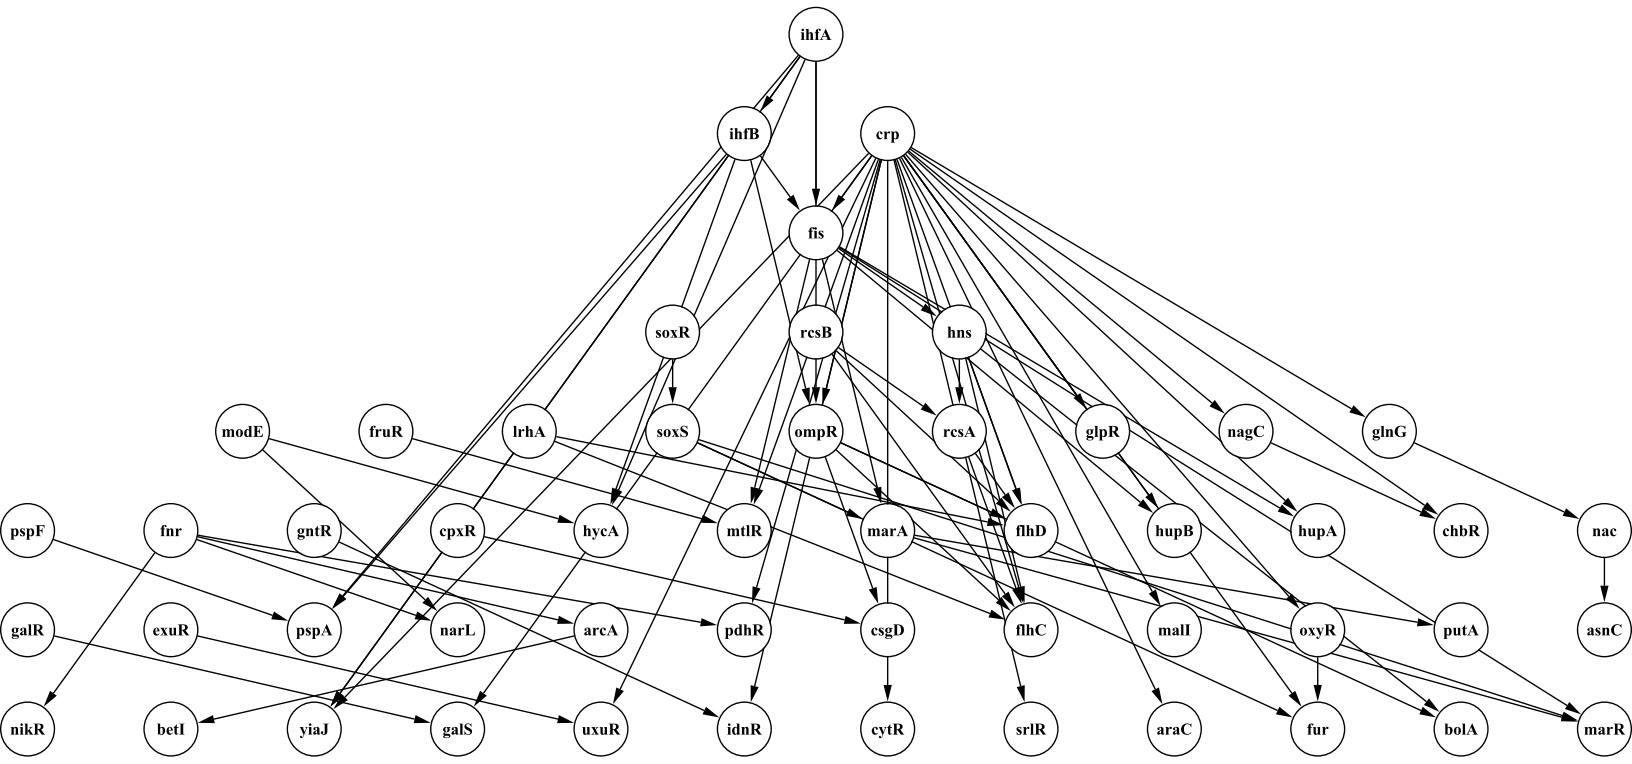 ihfA
ihfB crp
fis
soxR rcsB hns
modE fruR lrhA soxS ompR rcsA glpR nagC glnG
pspF fnr gntR cpxR hycA mtlR marA flhD hupB hupA chbR nac
galR exuR pspA narL arcA pdhR csgD flhC malI oxyR putA asnC
nikR betI yiaJ galS uxuR idnR cytR srlR araC fur bolA marR